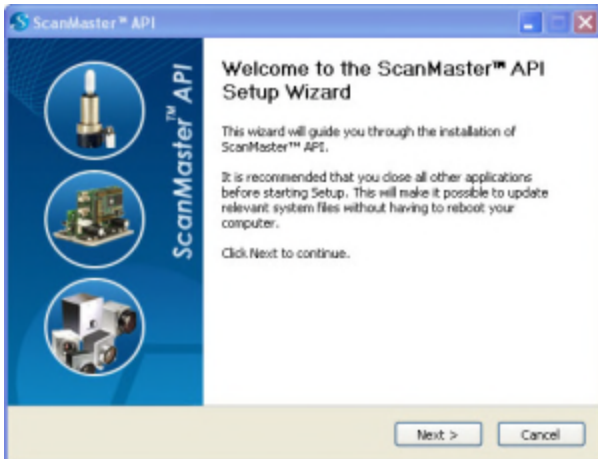 ScanMaster™ API
ScanMaster™ API
Welcome to the ScanMaster™ API
Setup Wizard
This wizard will guide you through the installation of
ScanMaster™ API.
It is recommended that you close all other applications
before starting Setup. This will make it possible to update
relevant system files without having to reboot your
computer.
Click Next to continue.
Next >
Cancel